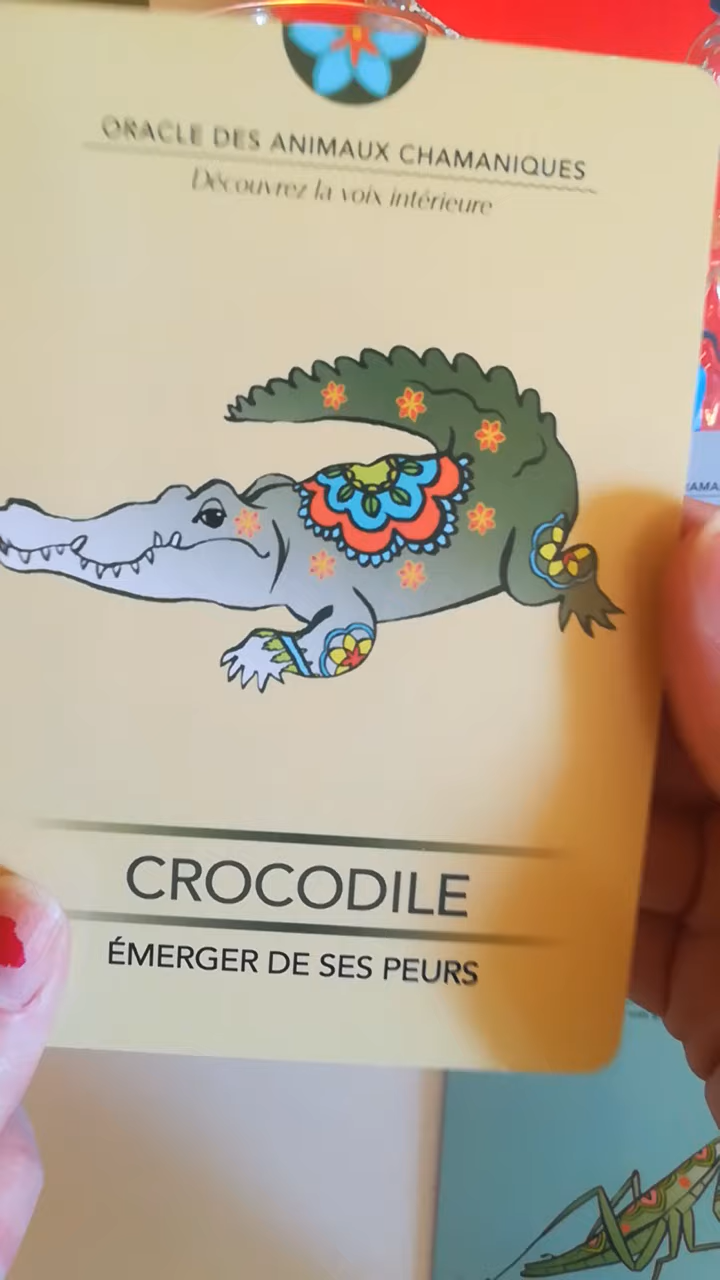 ORACLE DES ANIMAUX CHAMANIQUES
Découvrez la voix intérieure
CROCODILE
ÉMERGER DE SES PEURS